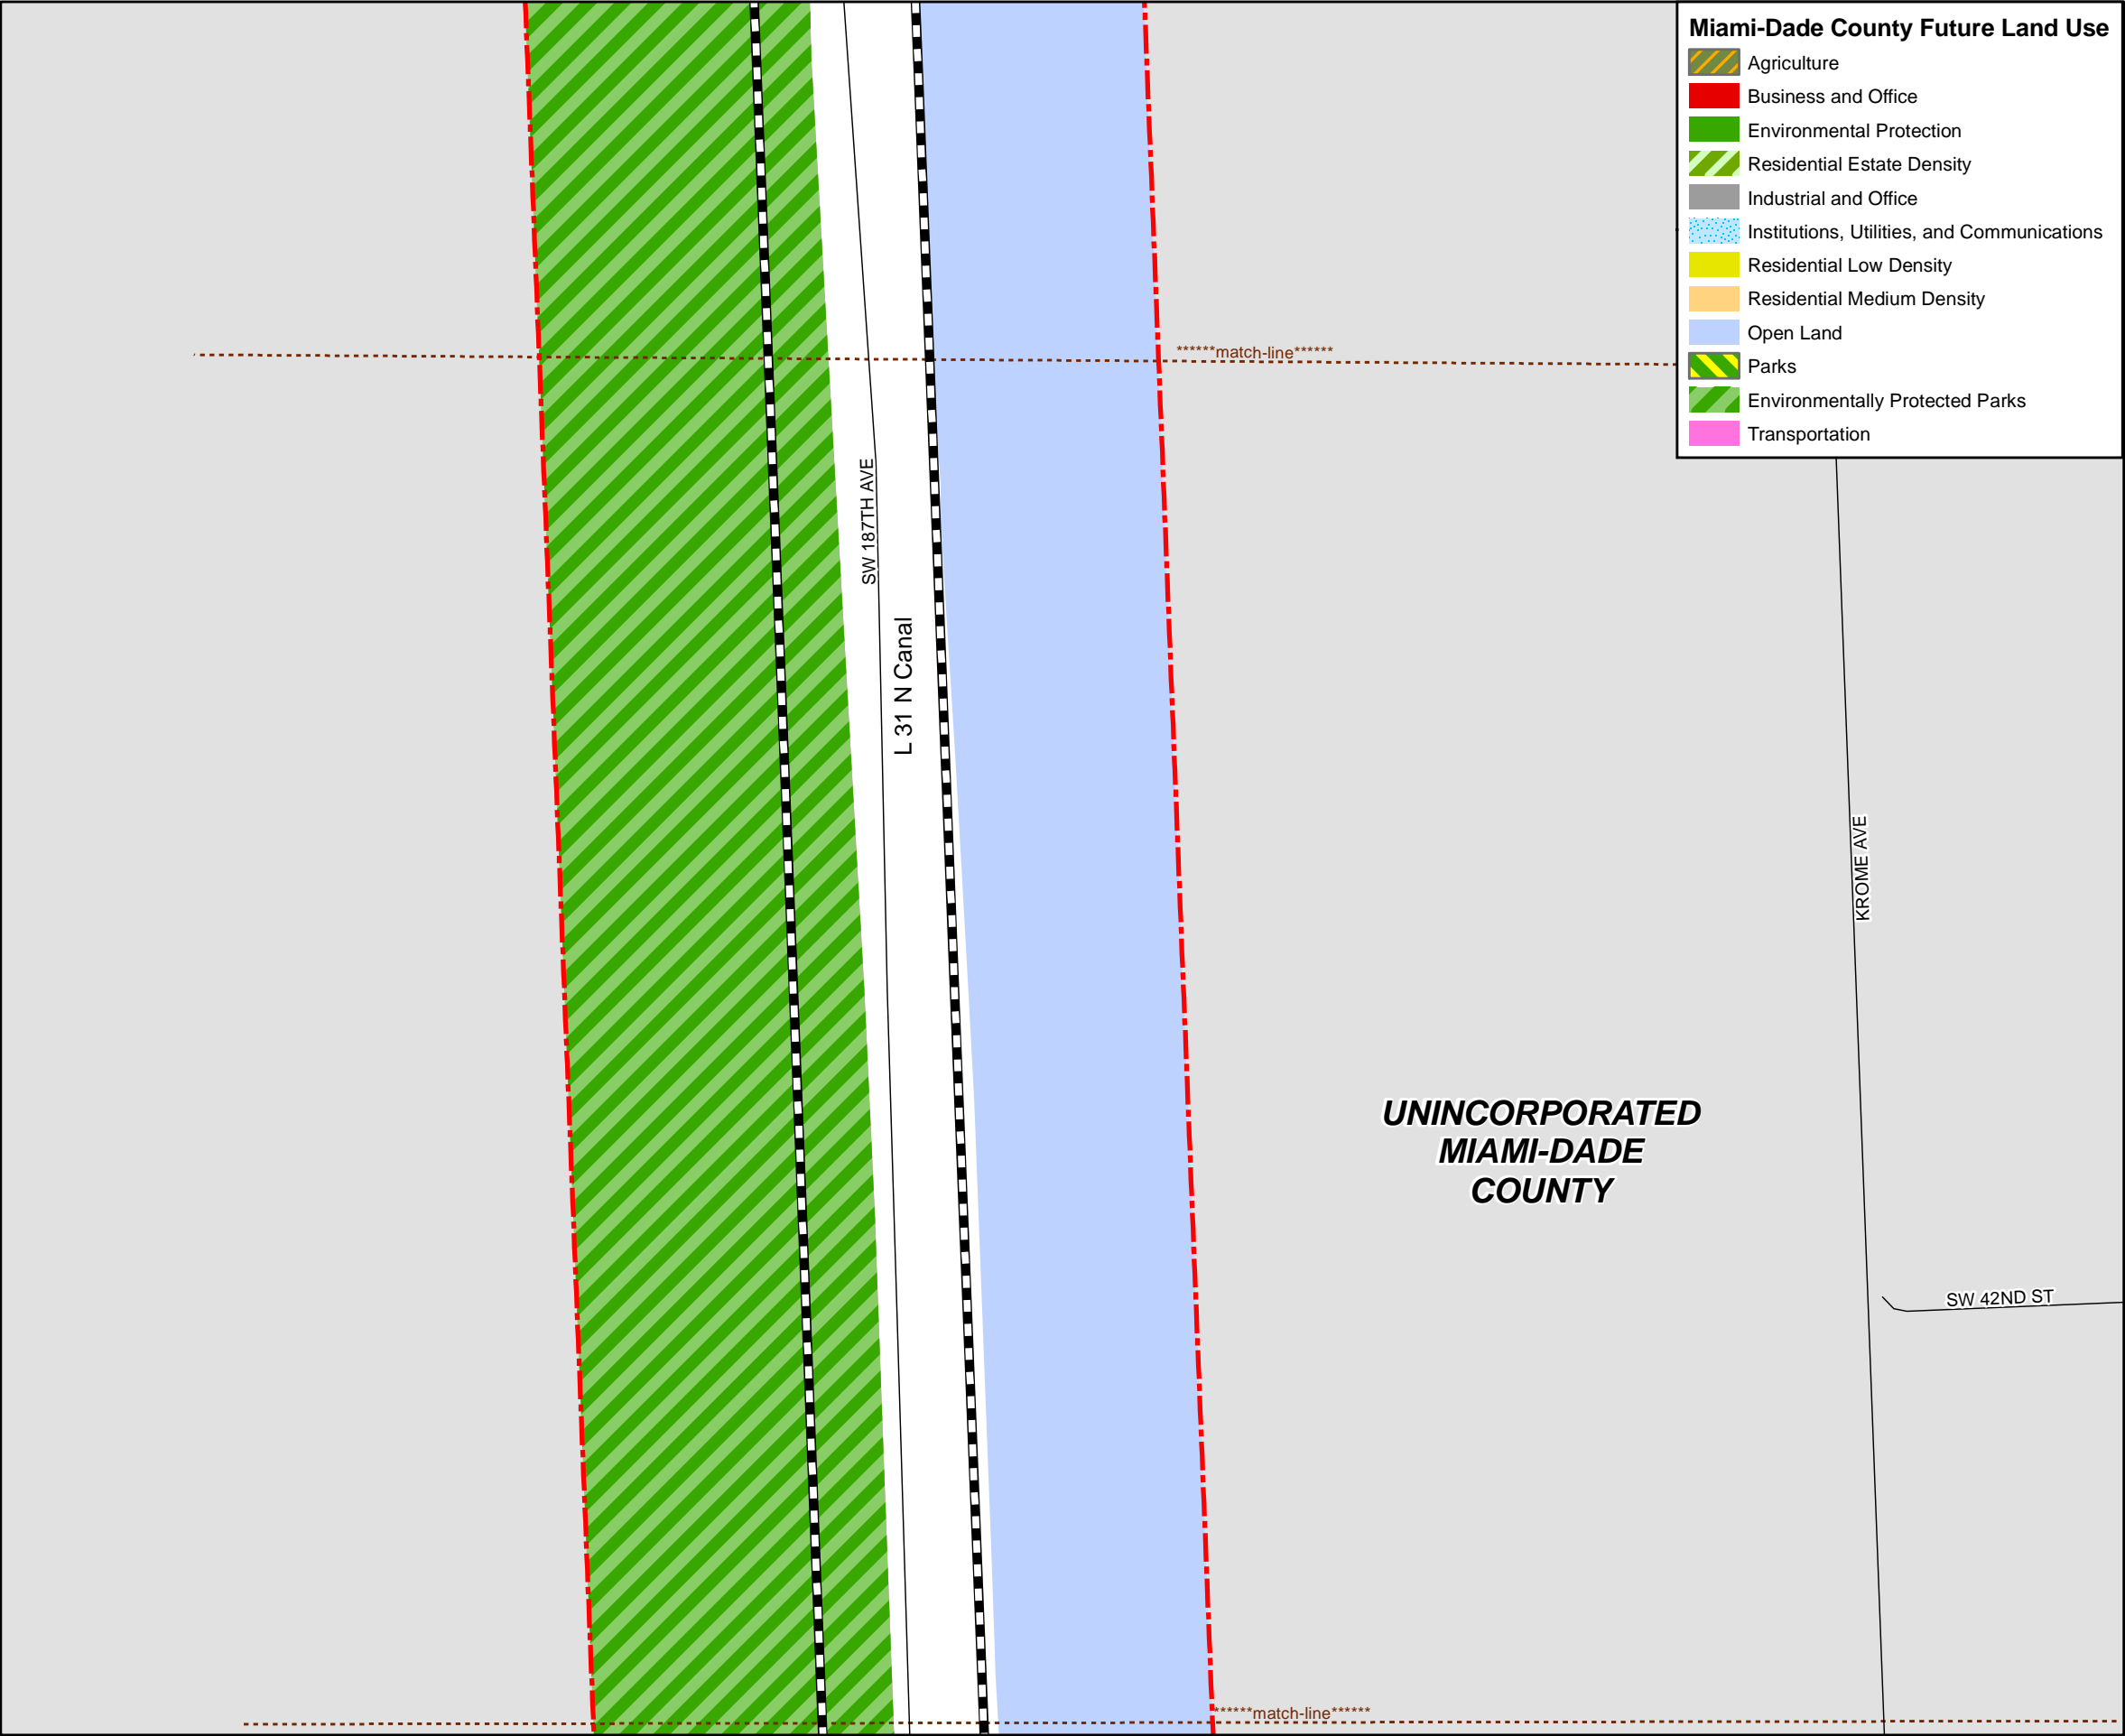 Miami-Dade County Future Land Use
Agriculture
Business and Office
Environmental Protection
Residential Estate Density
Industrial and Office
Institutions, Utilities, and Communications
Residential Low Density
Residential Medium Density
Open Land
Parks
Environmentally Protected Parks
Transportation
******match-line******
SW 187TH AVE
L 31 N Canal
KROME AVE
UNINCORPORATED
MIAMI-DADE
COUNTY
SW 42ND ST
******match-line******